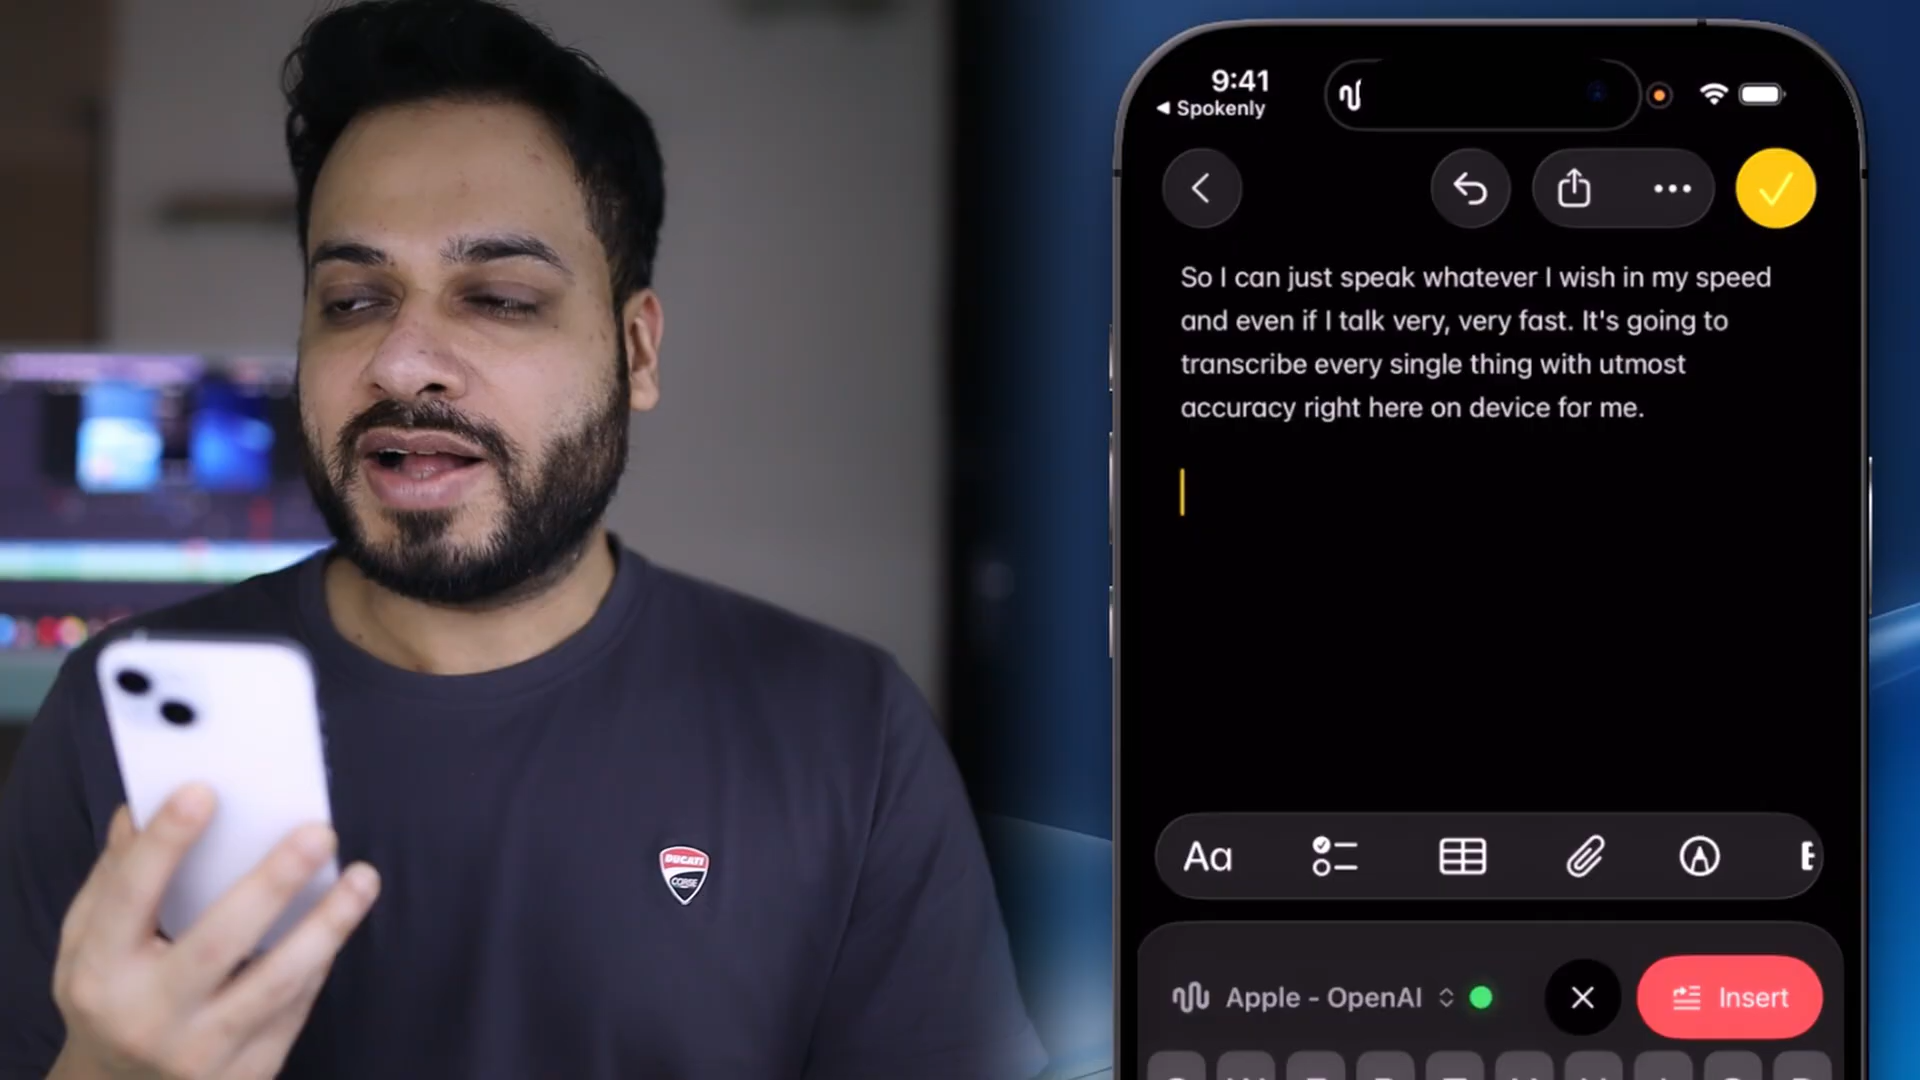 9:41
Spokenly
So I can just speak whatever I wish in my speed
and even if I talk very, very fast. It's going to
transcribe every single thing with utmost
accuracy right here on device for me.
Aa
Apple - OpenAI
Insert
DUCATI
CORSE